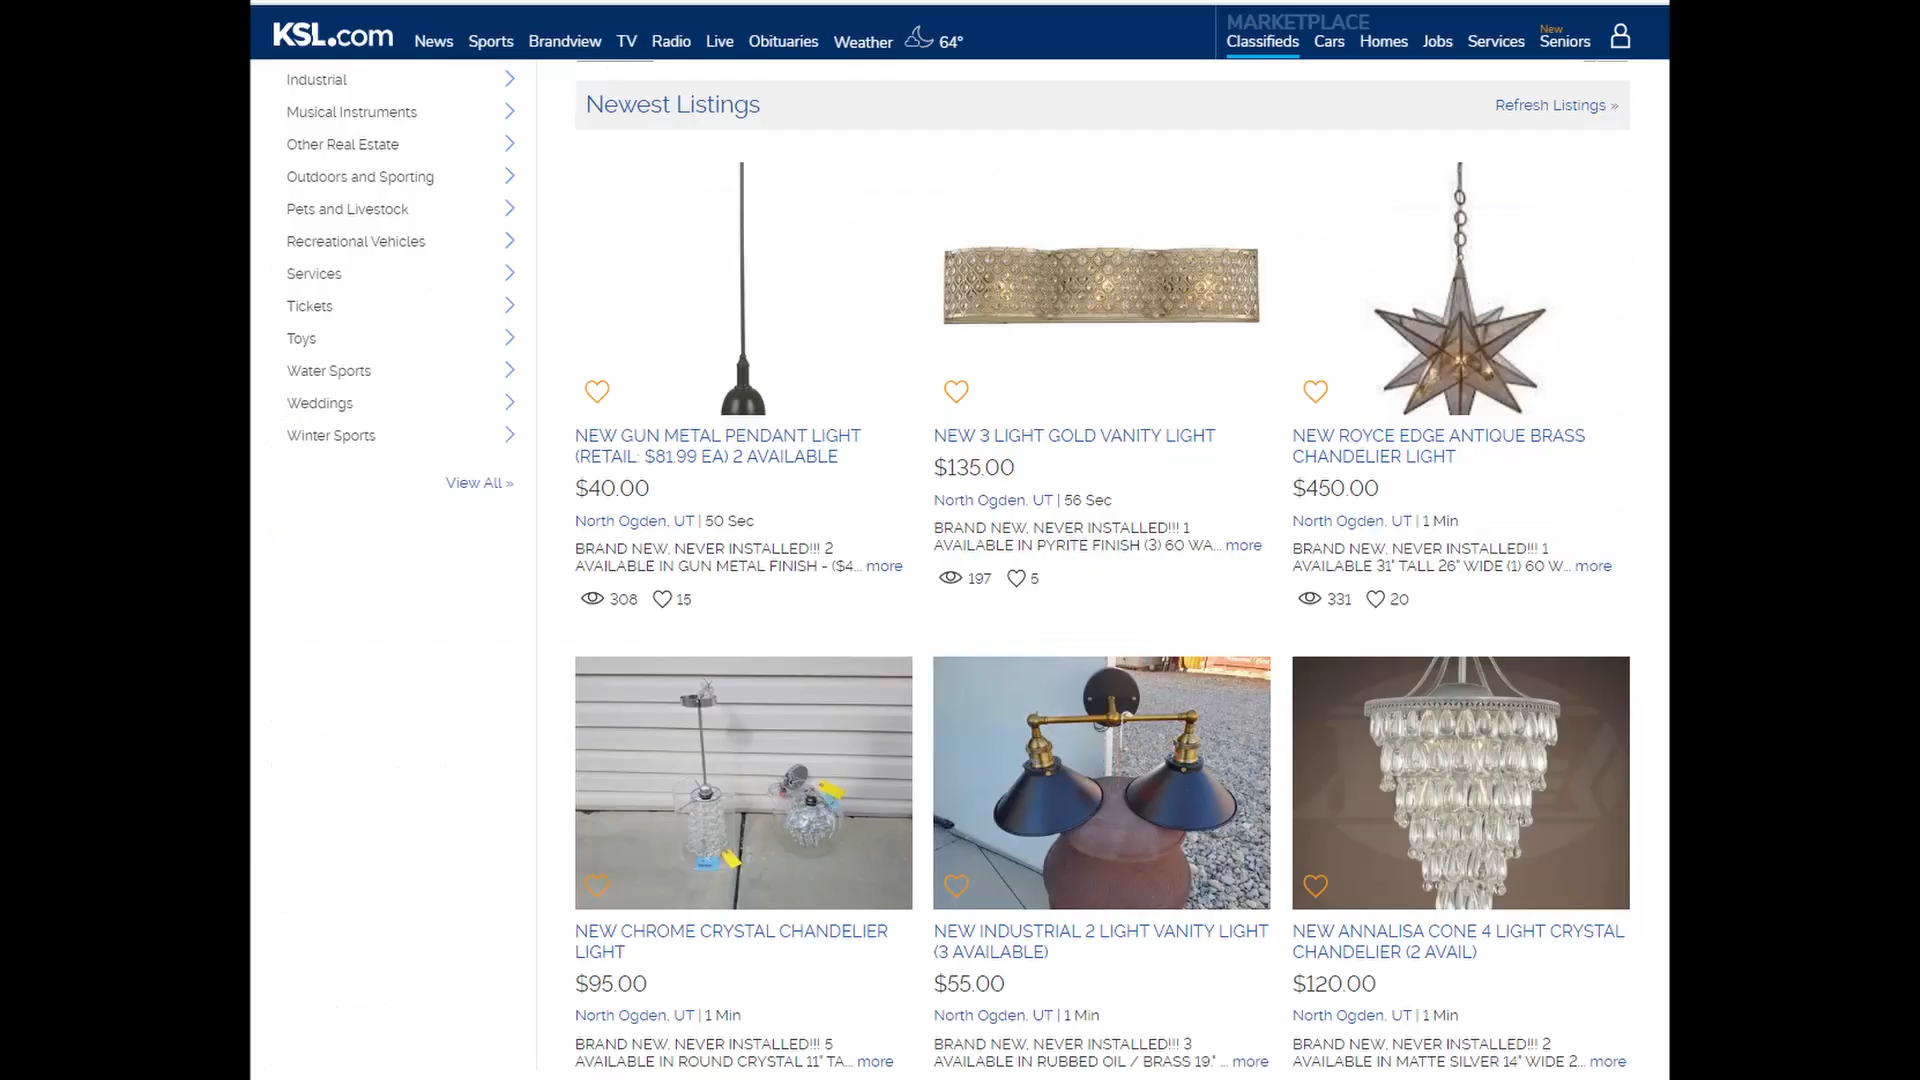 KSL.com
News Sports Brandview TV Radio Live Obituaries Weather 64°
MARKETPLACE
Classifieds Cars Homes Jobs Services New Seniors
Industrial
Musical Instruments
Other Real Estate
Outdoors and Sporting
Pets and Livestock
Recreational Vehicles
Services
Tickets
Toys
Water Sports
Weddings
Winter Sports
View All »
Newest Listings
Refresh Listings »
NEW GUN METAL PENDANT LIGHT
(RETAIL: $81.99 EA) 2 AVAILABLE
$40.00
North Ogden, UT | 50 Sec
BRAND NEW, NEVER INSTALLED!!! 2
AVAILABLE IN GUN METAL FINISH - ($4... more
308 15
NEW 3 LIGHT GOLD VANITY LIGHT
$135.00
North Ogden, UT | 56 Sec
BRAND NEW, NEVER INSTALLED!!! 1
AVAILABLE IN PYRITE FINISH (3) 60 WA... more
197 5
NEW ROYCE EDGE ANTIQUE BRASS
CHANDELIER LIGHT
$450.00
North Ogden, UT | 1 Min
BRAND NEW, NEVER INSTALLED!!! 1
AVAILABLE 31" TALL 26" WIDE (1) 60 W... more
331 20
NEW CHROME CRYSTAL CHANDELIER
LIGHT
$95.00
North Ogden, UT | 1 Min
BRAND NEW, NEVER INSTALLED!!! 5
AVAILABLE IN ROUND CRYSTAL 11" TA... more
NEW INDUSTRIAL 2 LIGHT VANITY LIGHT
(3 AVAILABLE)
$55.00
North Ogden, UT | 1 Min
BRAND NEW, NEVER INSTALLED!!! 3
AVAILABLE IN RUBBED OIL / BRASS 19." ... more
NEW ANNALISA CONE 4 LIGHT CRYSTAL
CHANDELIER (2 AVAIL)
$120.00
North Ogden, UT | 1 Min
BRAND NEW, NEVER INSTALLED!!! 2
AVAILABLE IN MATTE SILVER 14" WIDE 2... more